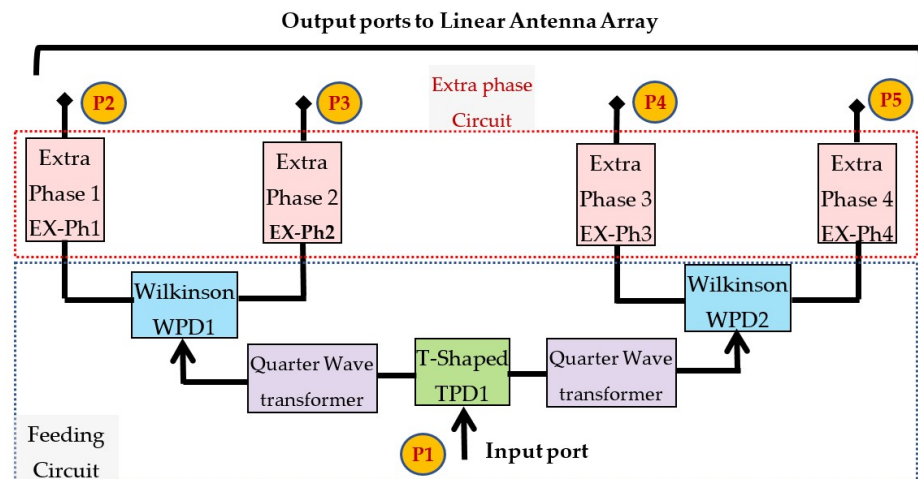 Output ports to Linear Antenna Array
P2
P3
Extra phase
Circuit
P4
P5
Extra
Phase 1
EX-Ph1
Extra
Phase 2
EX-Ph2
Extra
Phase 3
EX-Ph3
Extra
Phase 4
EX-Ph4
Wilkinson
WPD1
Wilkinson
WPD2
Quarter Wave
transformer
T-Shaped
TPD1
Quarter Wave
transformer
Feeding
Circuit
P1
Input port